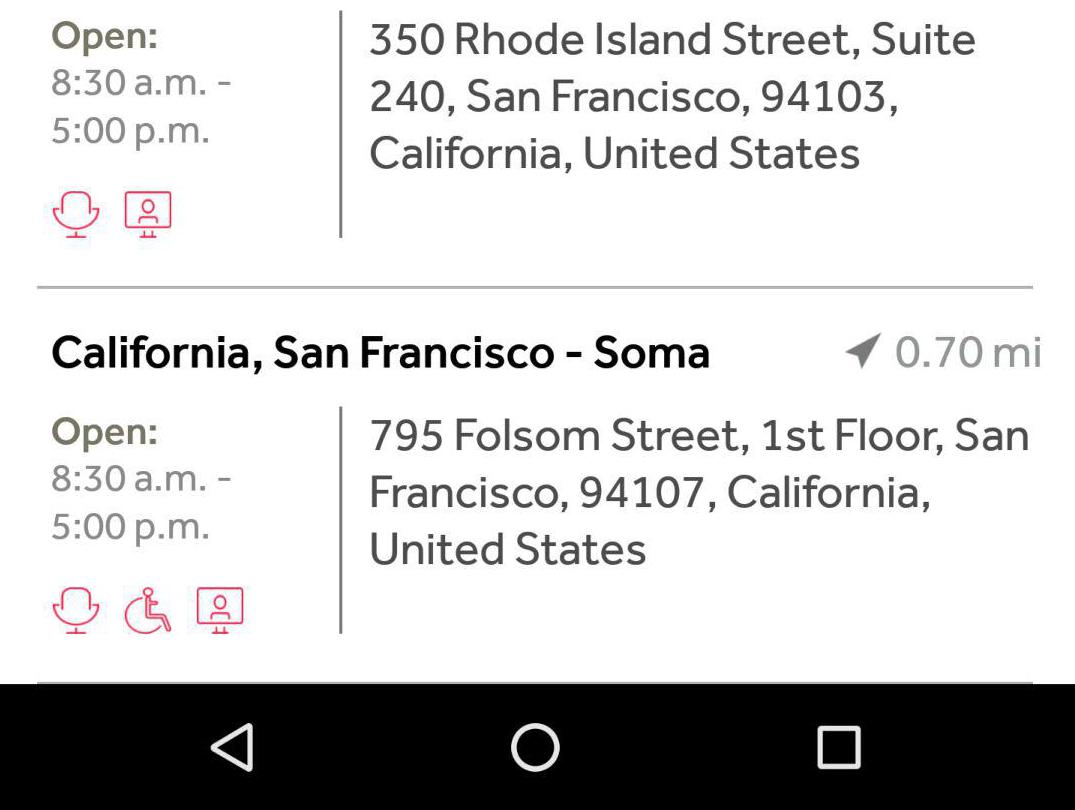 Open:
8:30 a.m. -
5:00 p.m.
350 Rhode Island Street, Suite
240, San Francisco, 94103,
California, United States
California, San Francisco - Soma
0.70 mi
Open:
8:30 a.m. -
5:00 p.m.
795 Folsom Street, 1st Floor, San
Francisco, 94107, California,
United States